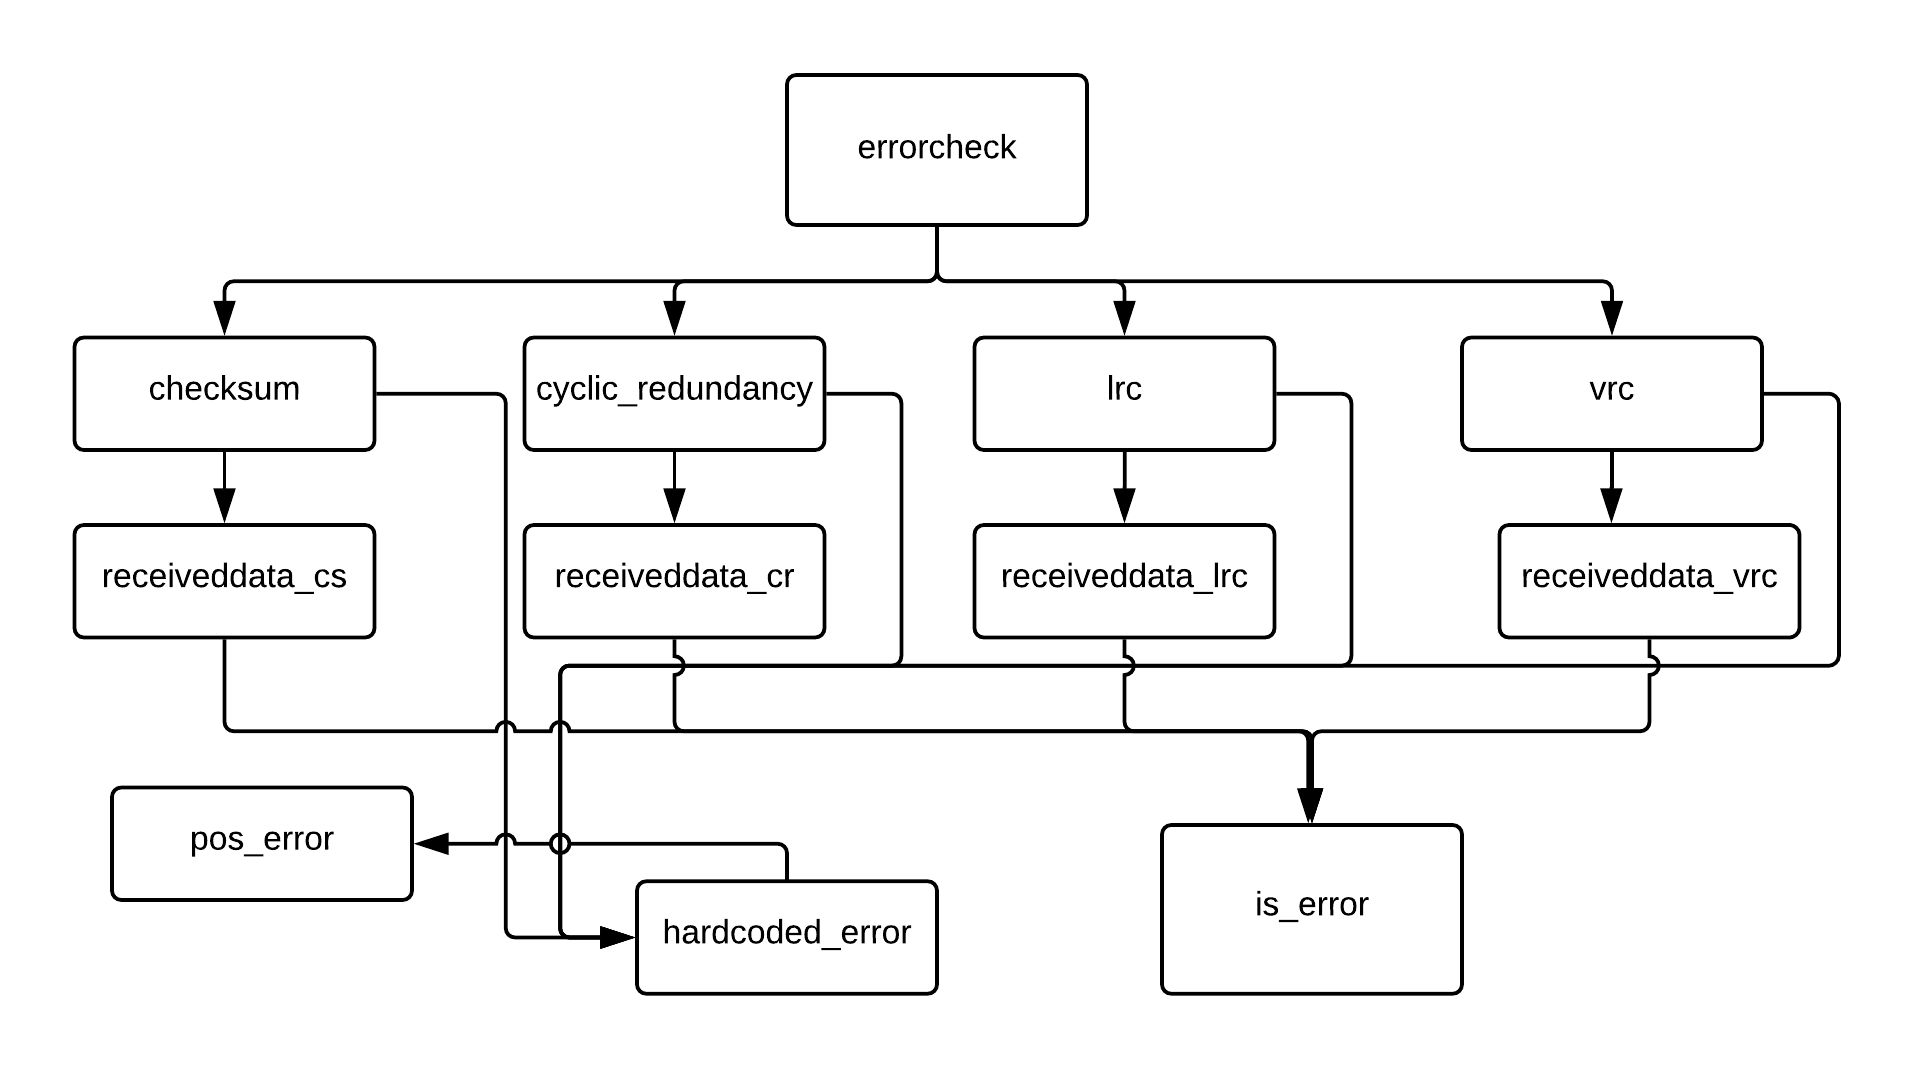 errorcheck
checksum
cyclic_redundancy
lrc
vrc
receiveddata_cs
receiveddata_cr
receiveddata_lrc
receiveddata_vrc
pos_error
hardcoded_error
is_error